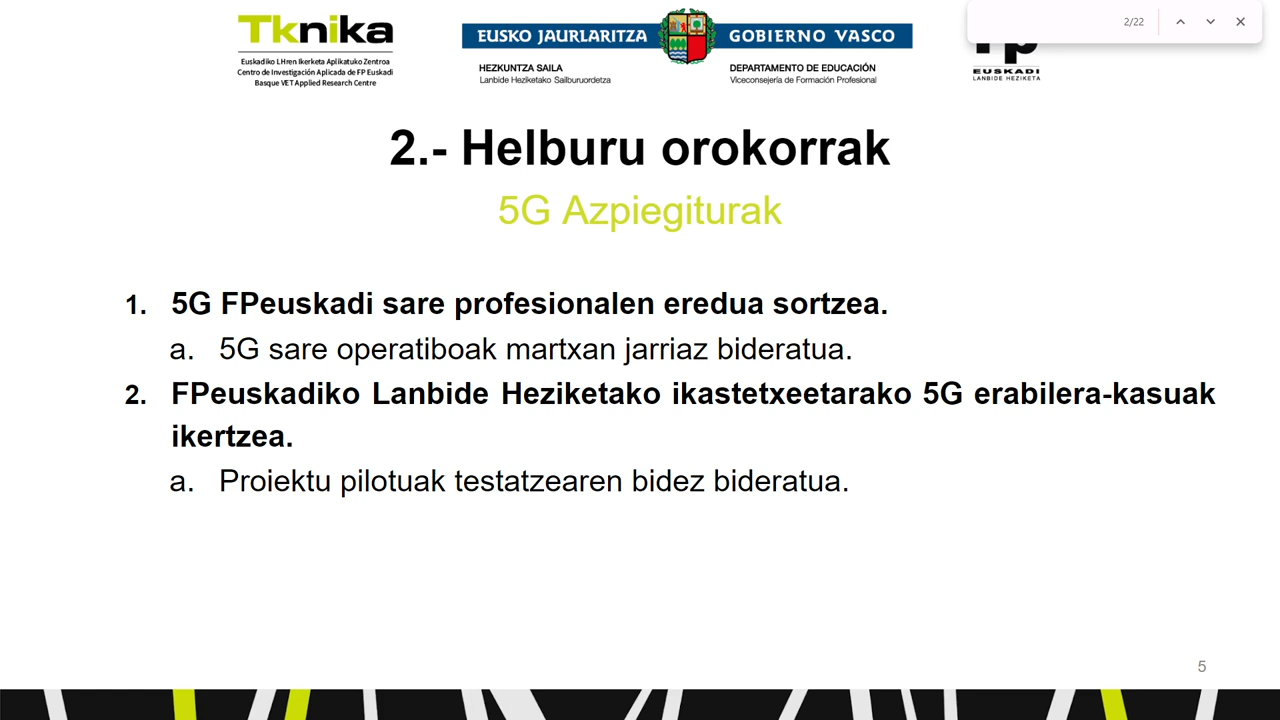 Tknika
Euskadiko LHren Ikerketa Aplikatuko Zentroa
Centro de Investigación Aplicada de FP Euskadi
Basque VET Applied Research Centre
EUSKO JAURLARITZA
GOBIERNO VASCO
HEZKUNTZA SAILA
Lanbide Heziketako Sailburuordetza
DEPARTAMENTO DE EDUCACIÓN
Viceconsejería de Formación Profesional
2/22
EUSKADI
LANBIDE HEZIKETA
2.- Helburu orokorrak
5G Azpiegiturak
1. 5G FPeuskadi sare profesionalen eredua sortzea.
a. 5G sare operatiboak martxan jarriaz bideratua.
2. FPeuskadiko Lanbide Heziketako ikastetxeetarako 5G erabilera-kasuak
ikertzea.
a. Proiektu pilotuak testatzearen bidez bideratua.
5